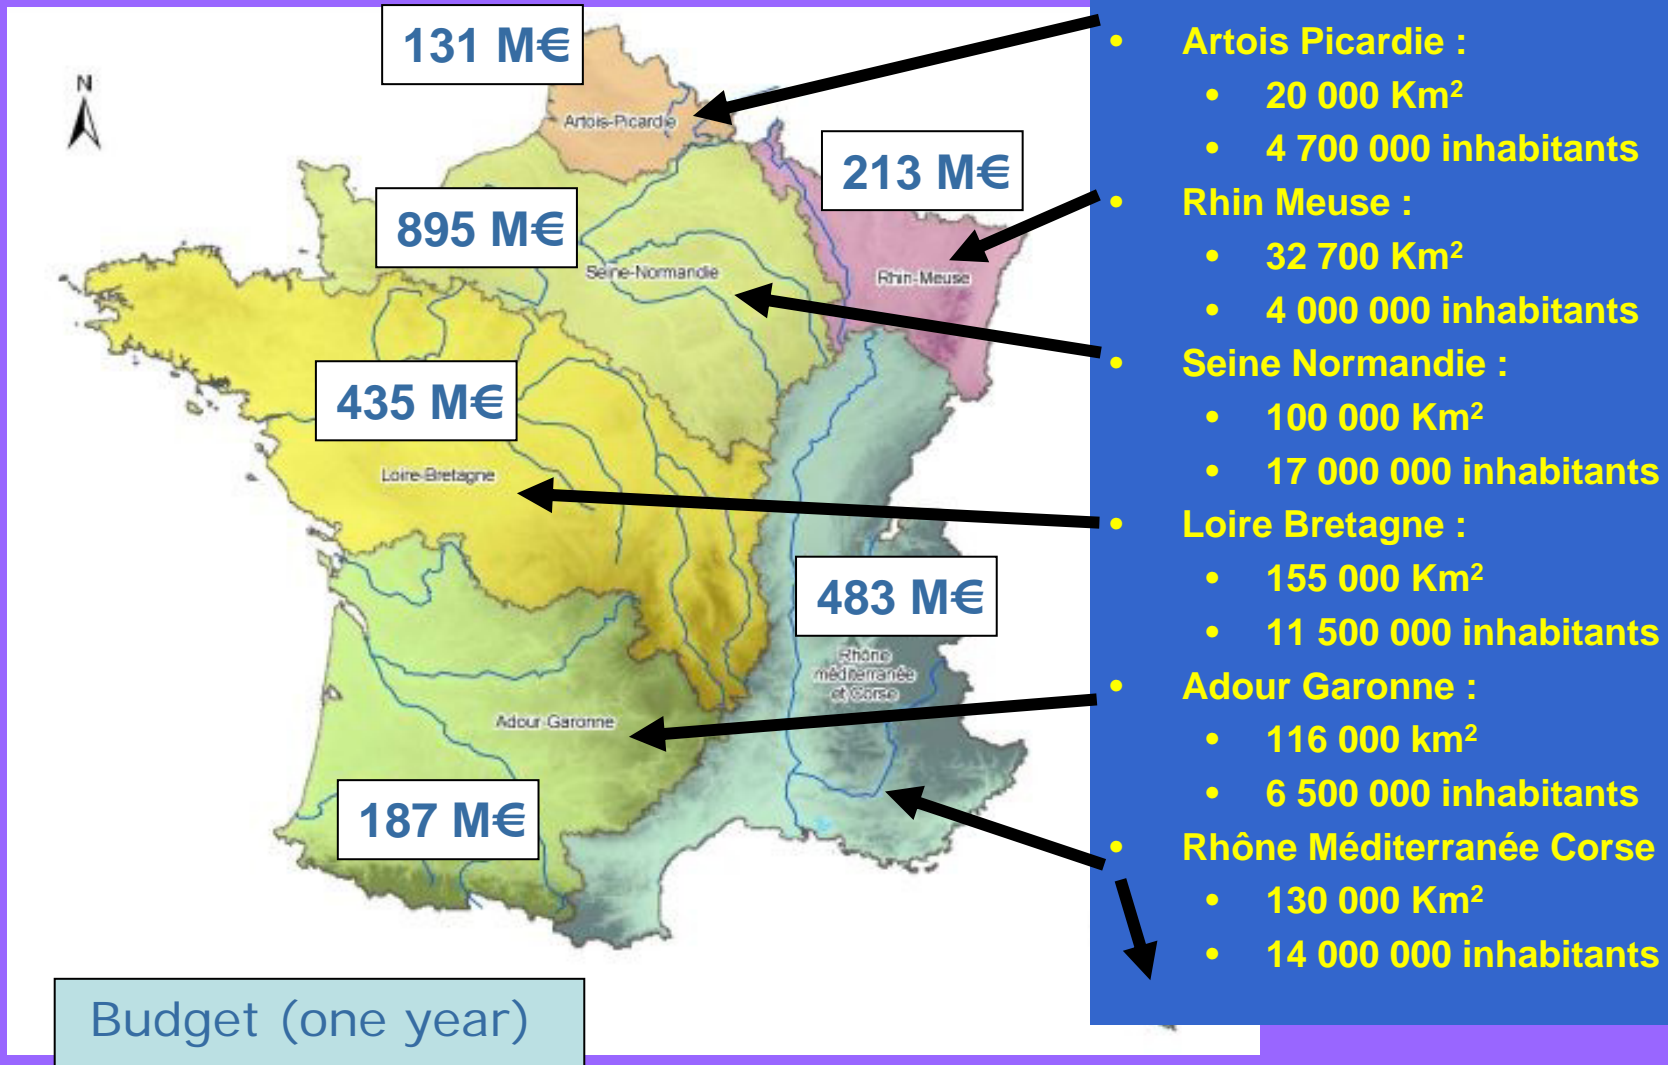 131 M€
N
Artois-Picardie
213 M€
895 M€
Seine-Normandie
Rhin-Meuse
435 M€
Loire-Bretagne
483 M€
Rhône
méditerranée
et Corse
Adour-Garonne
187 M€
Budget (one year)
• Artois Picardie :
• 20 000 Km²
• 4 700 000 inhabitants
• Rhin Meuse :
• 32 700 Km²
• 4 000 000 inhabitants
• Seine Normandie :
• 100 000 Km²
• 17 000 000 inhabitants
• Loire Bretagne :
• 155 000 Km²
• 11 500 000 inhabitants
• Adour Garonne :
• 116 000 km²
• 6 500 000 inhabitants
• Rhône Méditerranée Corse
• 130 000 Km²
• 14 000 000 inhabitants